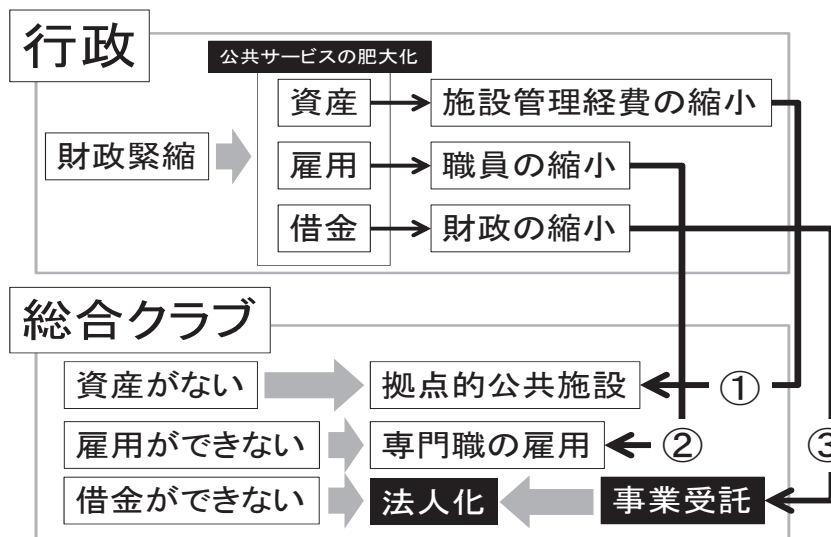 行政
公共サービスの肥大化
資産
施設管理経費の縮小
財政緊縮
雇用
職員の縮小
借金
財政の縮小
総合クラブ
資産がない
拠点的公共施設
①
雇用ができない
専門職の雇用
②
③
借金ができない
法人化
事業受託